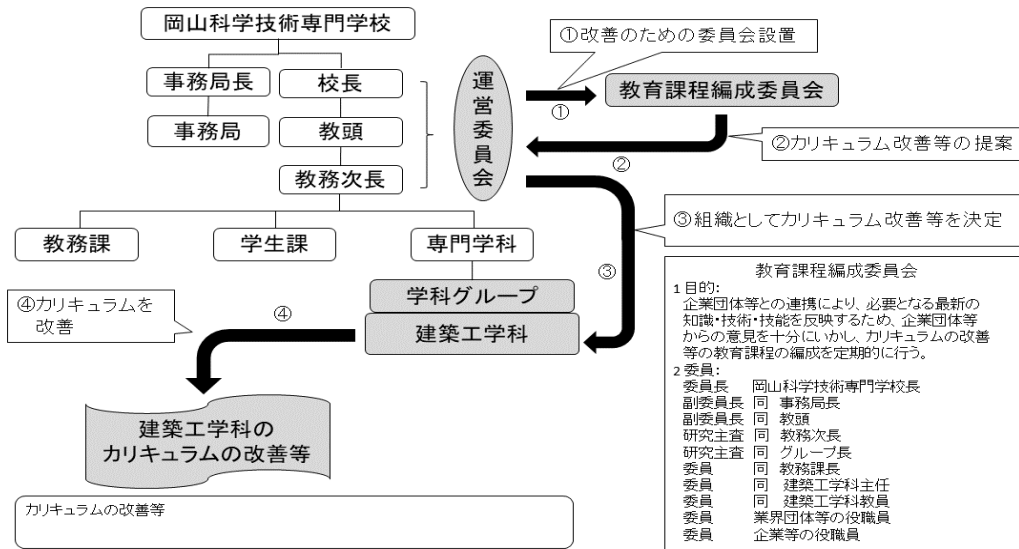 岡山科学技術専門学校
①改善のための委員会設置
事務局長
校長
運営委員会
①
教育課程編成委員会
事務局
教頭
②カリキュラム改善等の提案
②
教務次長
③組織としてカリキュラム改善等を決定
教務課
学生課
専門学科
③
④カリキュラムを
改善
④
学科グループ
建築工学科
建築工学科の
カリキュラムの改善等
カリキュラムの改善等
教育課程編成委員会
1 目的:
企業団体等との連携により、必要となる最新の
知識・技術・技能を反映するため、企業団体等
からの意見を十分にいかし、カリキュラムの改善
等の教育課程の編成を定期的に行う。
2 委員:
委員長 岡山科学技術専門学校長
副委員長 同 事務局長
副委員長 同 教頭
研究主査 同 教務次長
研究主査 同 グループ長
委員 同 教務課長
委員 同 建築工学科主任
委員 同 建築工学科教員
委員 業界団体等の役職員
委員 企業等の役職員